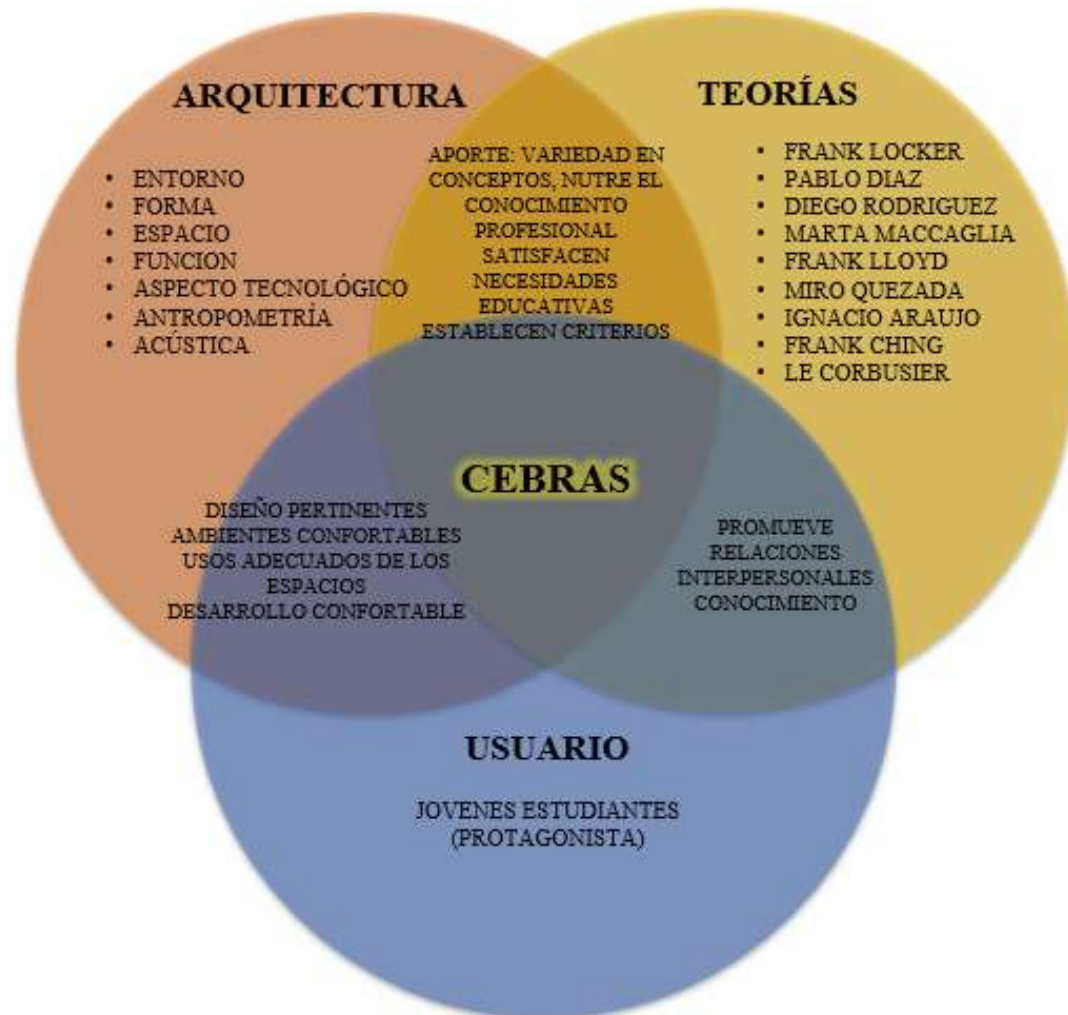 ARQUITECTURA
• ENTORNO
• FORMA
• ESPACIO
• FUNCION
• ASPECTO TECNOLÓGICO
• ANTROPOMETRÍA
• ACÚSTICA
APORTE: VARIEDAD EN
CONCEPTOS, NUTRE EL
CONOCIMIENTO
PROFESIONAL
SATISFACEN
NECESIDADES
EDUCATIVAS
ESTABLECEN CRITERIOS
TEORÍAS
• FRANK LOCKER
• PABLO DIAZ
• DIEGO RODRIGUEZ
• MARTA MACCAGLIA
• FRANK LLOYD
• MIRO QUEZADA
• IGNACIO ARAUJO
• FRANK CHING
• LE CORBUSIER
CEBRAS
DISEÑO PERTINENTES
AMBIENTES CONFORTABLES
USOS ADECUADOS DE LOS
ESPACIOS
DESARROLLO CONFORTABLE
PROMUEVE
RELACIONES
INTERPERSONALES
CONOCIMIENTO
USUARIO
JOVENES ESTUDIANTES
(PROTAGONISTA)